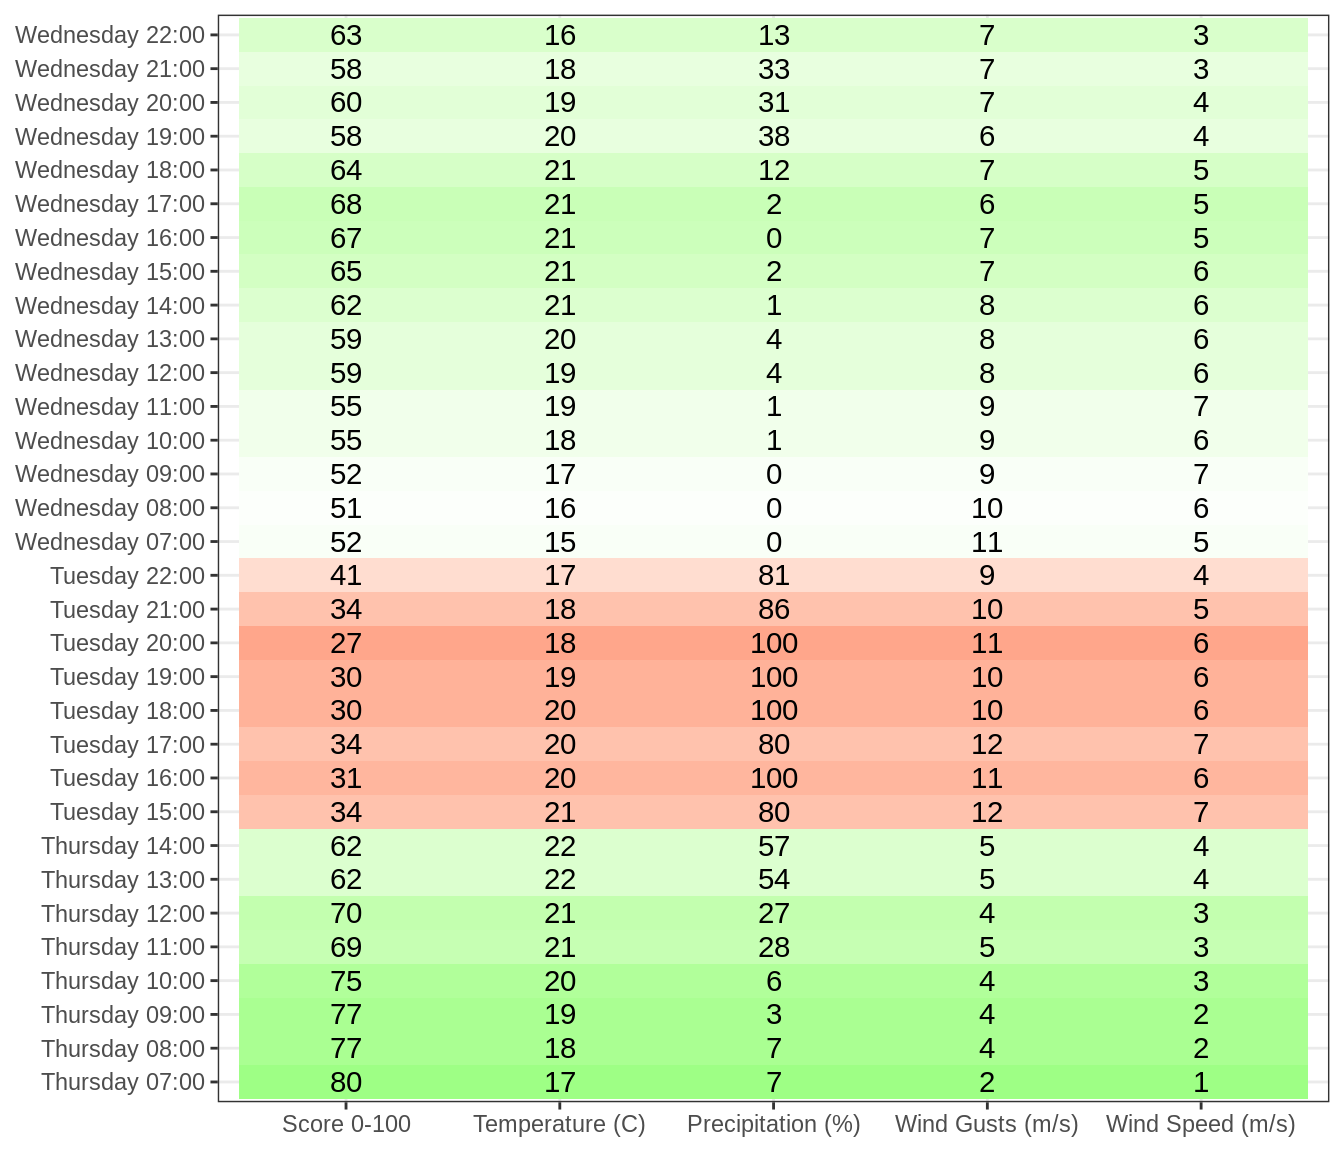 Wednesday 22:00 63 16 13 7 3
Wednesday 21:00 58 18 33 7 3
Wednesday 20:00 60 19 31 7 4
Wednesday 19:00 58 20 38 6 4
Wednesday 18:00 64 21 12 7 5
Wednesday 17:00 68 21 2 6 5
Wednesday 16:00 67 21 0 7 5
Wednesday 15:00 65 21 2 7 6
Wednesday 14:00 62 21 1 8 6
Wednesday 13:00 59 20 4 8 6
Wednesday 12:00 59 19 4 8 6
Wednesday 11:00 55 19 1 9 7
Wednesday 10:00 55 18 1 9 6
Wednesday 09:00 52 17 0 9 7
Wednesday 08:00 51 16 0 10 6
Wednesday 07:00 52 15 0 11 5
Tuesday 22:00 41 17 81 9 4
Tuesday 21:00 34 18 86 10 5
Tuesday 20:00 27 18 100 11 6
Tuesday 19:00 30 19 100 10 6
Tuesday 18:00 30 20 100 10 6
Tuesday 17:00 34 20 80 12 7
Tuesday 16:00 31 20 100 11 6
Tuesday 15:00 34 21 80 12 7
Thursday 14:00 62 22 57 5 4
Thursday 13:00 62 22 54 5 4
Thursday 12:00 70 21 27 4 3
Thursday 11:00 69 21 28 5 3
Thursday 10:00 75 20 6 4 3
Thursday 09:00 77 19 3 4 2
Thursday 08:00 77 18 7 4 2
Thursday 07:00 80 17 7 2 1
Score 0-100 Temperature (C) Precipitation (%) Wind Gusts (m/s) Wind Speed (m/s)